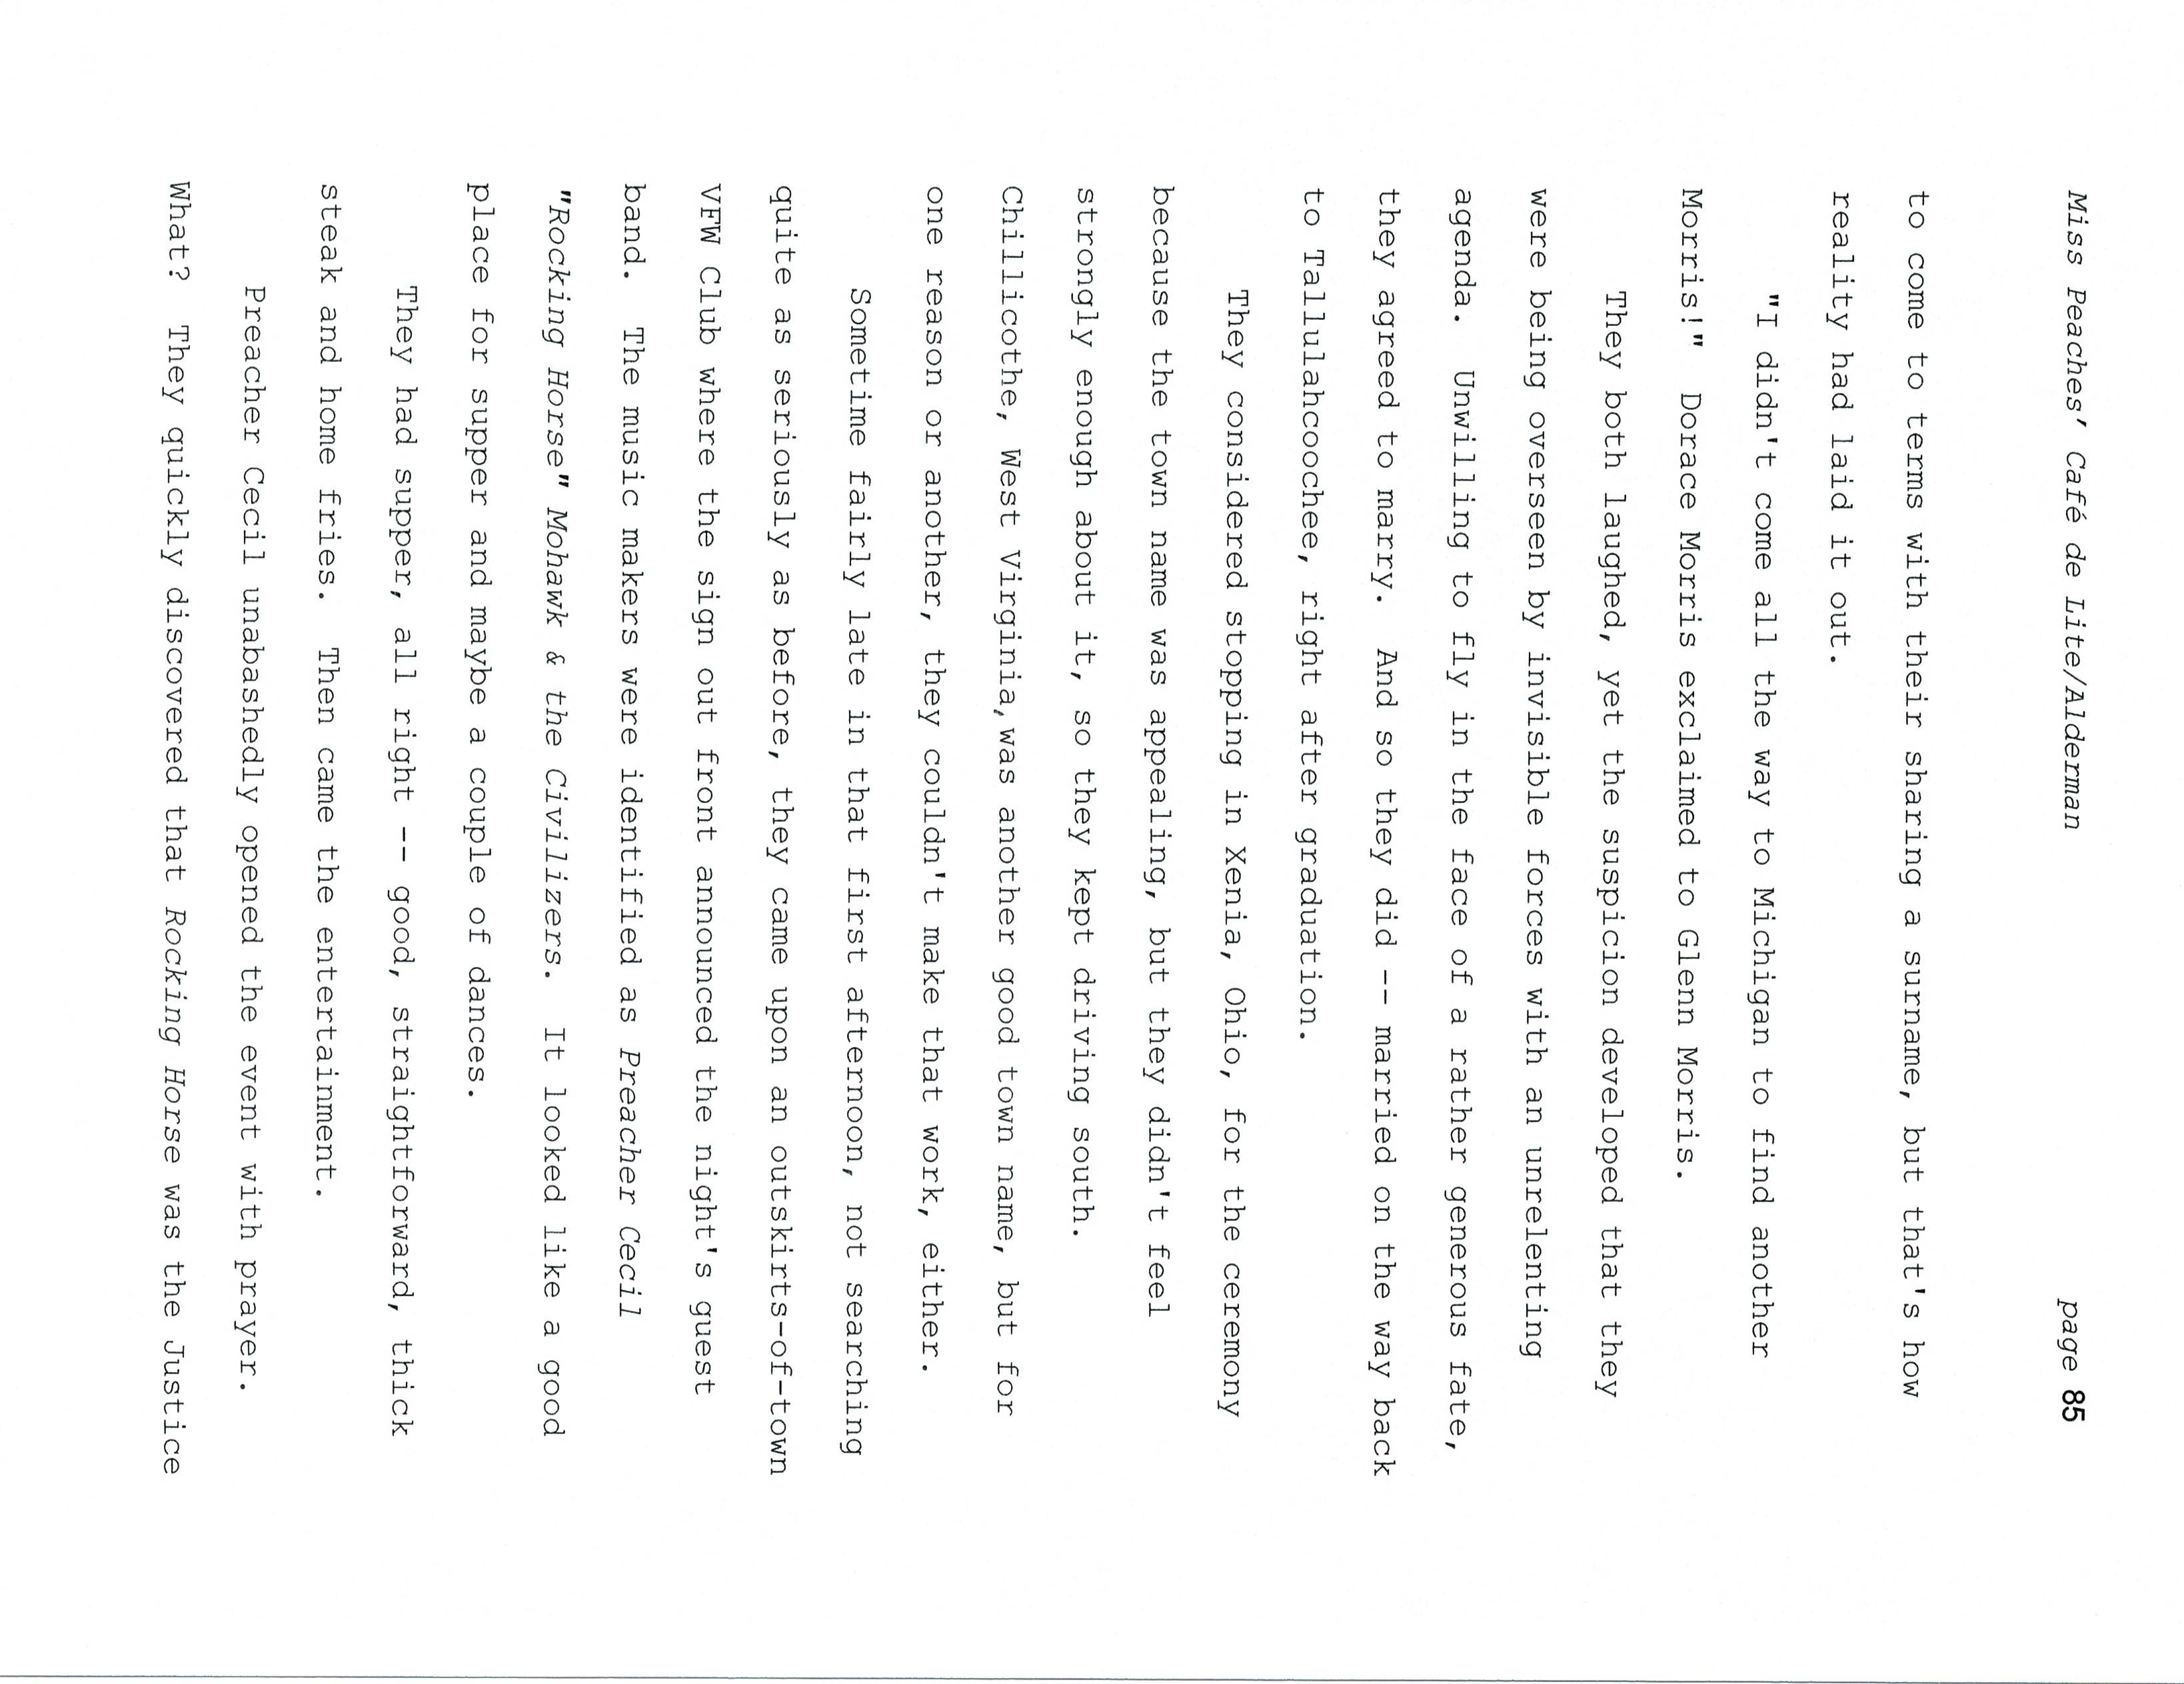 Miss Peaches' Café de Lite/Alderman page 85
to come to terms with their sharing a surname, but that's how
reality had laid it out.
"I didn't come all the way to Michigan to find another
Morris!"  Dorace Morris exclaimed to Glenn Morris.
They both laughed, yet the suspicion developed that they
were being overseen by invisible forces with an unrelenting
agenda.  Unwilling to fly in the face of a rather generous fate,
they agreed to marry.  And so they did -- married on the way back
to Tallulahcoochee, right after graduation.
They considered stopping in Xenia, Ohio, for the ceremony
because the town name was appealing, but they didn't feel
strongly enough about it, so they kept driving south.
Chillicothe, West Virginia, was another good town name, but for
one reason or another, they couldn't make that work, either.
Sometime fairly late in that first afternoon, not searching
quite as seriously as before, they came upon an outskirts-of-town
VFW Club where the sign out front announced the night's guest
band.  The music makers were identified as Preacher Cecil
"Rocking Horse" Mohawk & the Civilizers.  It looked like a good
place for supper and maybe a couple of dances.
They had supper, all right -- good, straightforward, thick
steak and home fries.  Then came the entertainment.
Preacher Cecil unabashedly opened the event with prayer.
What?  They quickly discovered that Rocking Horse was the Justice